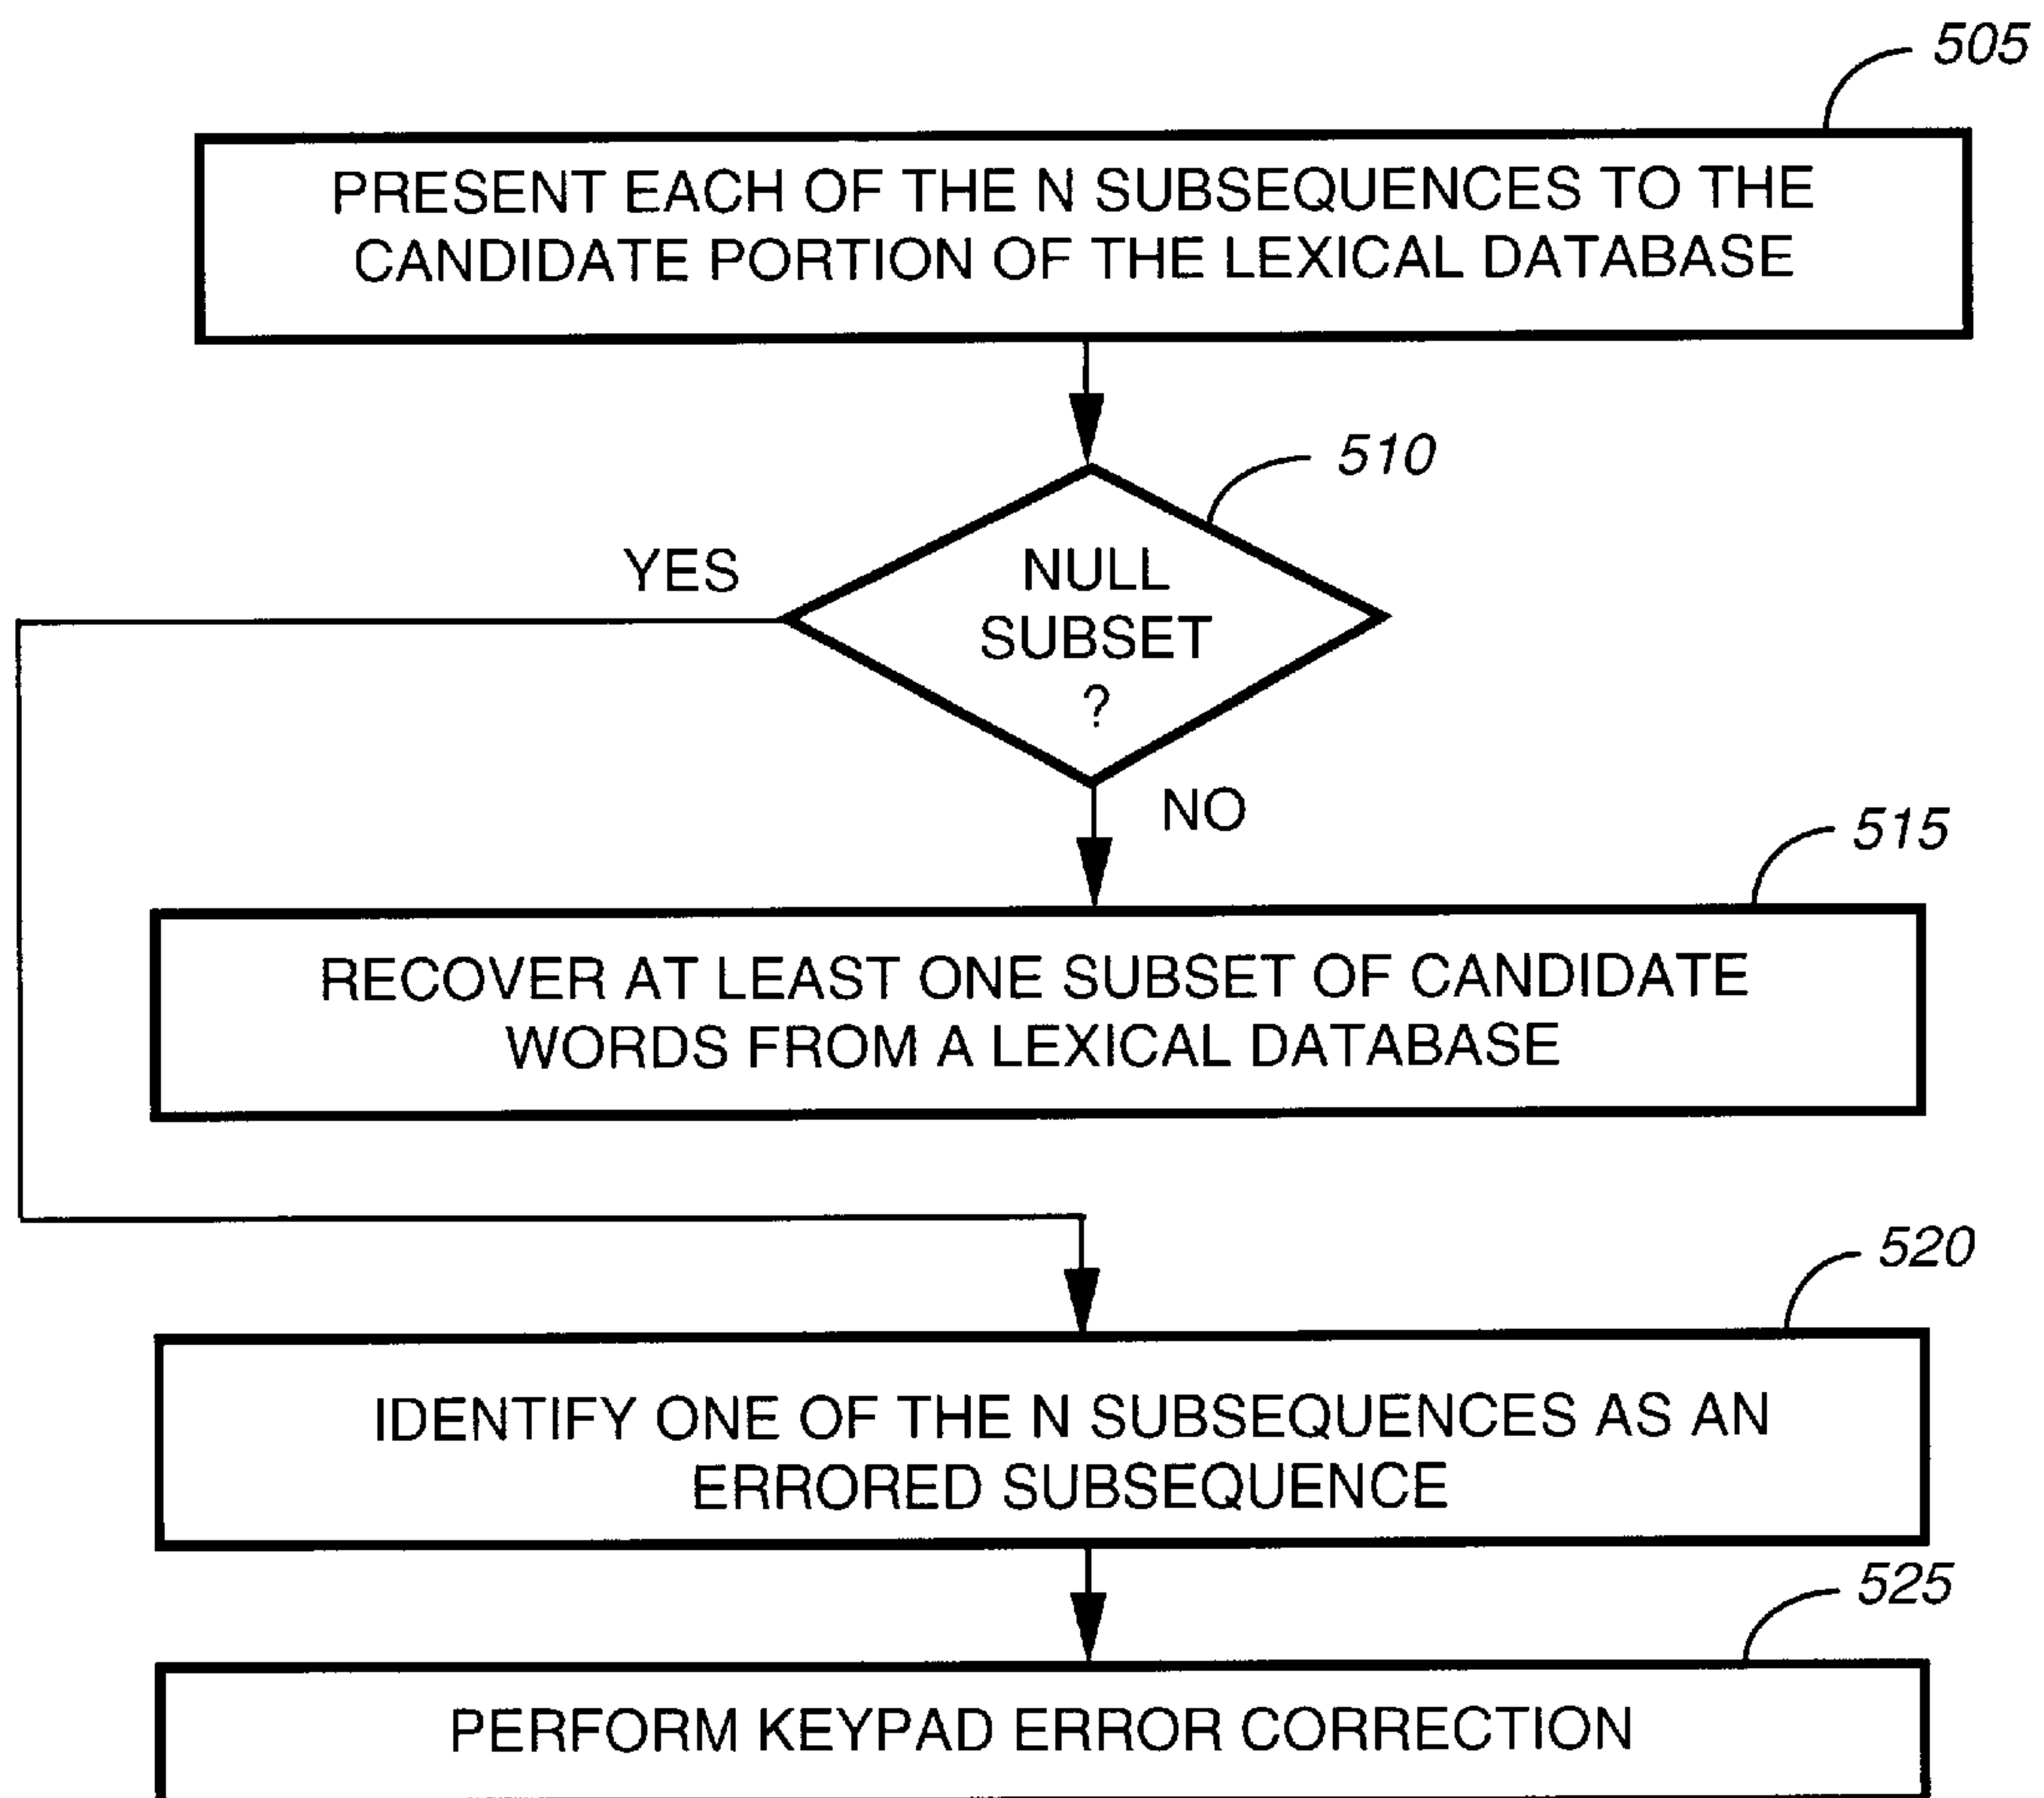 505
PRESENT EACH OF THE N SUBSEQUENCES TO THE
CANDIDATE PORTION OF THE LEXICAL DATABASE
510
YES
NULL
SUBSET
?
NO
515
RECOVER AT LEAST ONE SUBSET OF CANDIDATE
WORDS FROM A LEXICAL DATABASE
520
IDENTIFY ONE OF THE N SUBSEQUENCES AS AN
ERRORED SUBSEQUENCE
525
PERFORM KEYPAD ERROR CORRECTION